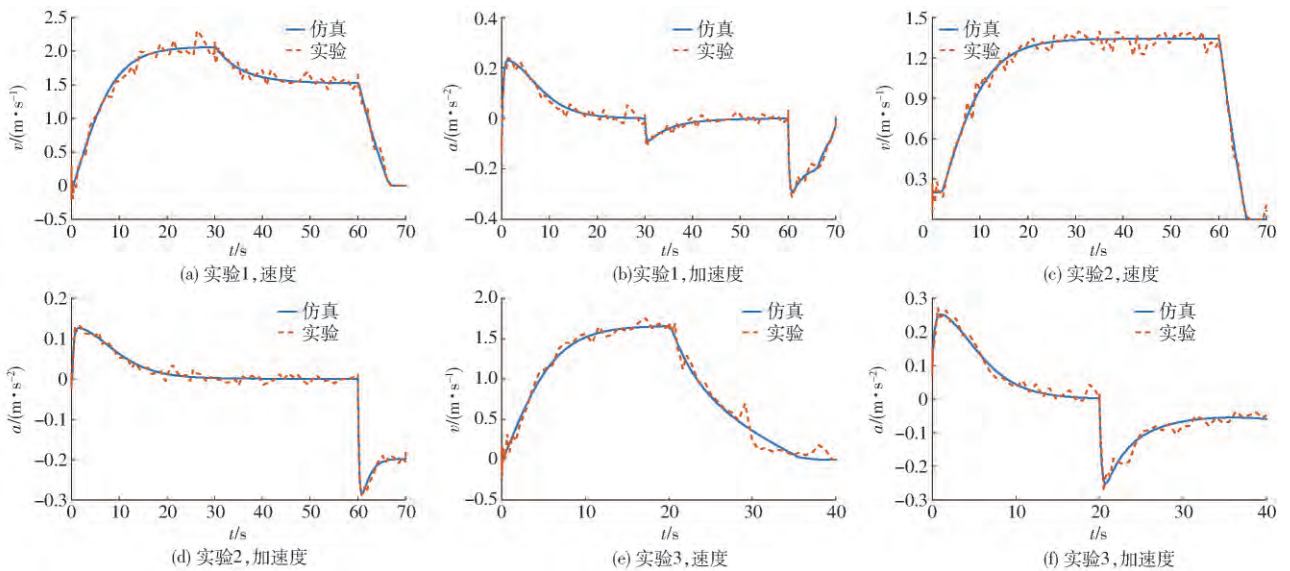 2.5
2.0
1.5
1.0
0.5
0
−0.5
v/(m·s⁻¹)
仿真
实验
0 10 20 30 40 50 60 70
t/s
(a) 实验1,速度
0.4
0.2
0
−0.2
−0.4
a/(m·s⁻²)
仿真
实验
0 10 20 30 40 50 60 70
t/s
(b) 实验1,加速度
1.5
1.2
0.9
0.6
0.3
v/(m·s⁻¹)
仿真
实验
0 10 20 30 40 50 60 70
t/s
(c) 实验2,速度
0.2
0.1
0
−0.1
−0.2
−0.3
a/(m·s⁻²)
仿真
实验
0 10 20 30 40 50 60 70
t/s
(d) 实验2,加速度
2.0
1.5
1.0
0.5
0
−0.5
v/(m·s⁻¹)
仿真
实验
0 10 20 30 40
t/s
(e) 实验3,速度
0.3
0.2
0.1
0
−0.1
−0.2
−0.3
a/(m·s⁻²)
仿真
实验
0 10 20 30 40
t/s
(f) 实验3,加速度